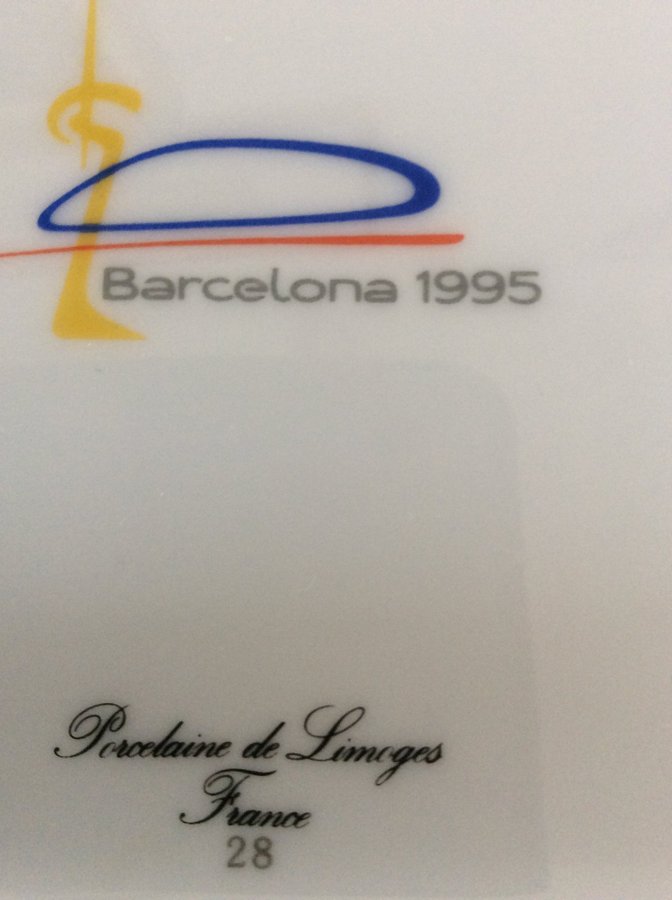 Barcelona 1995
Porcelaine de Limoges
France
28